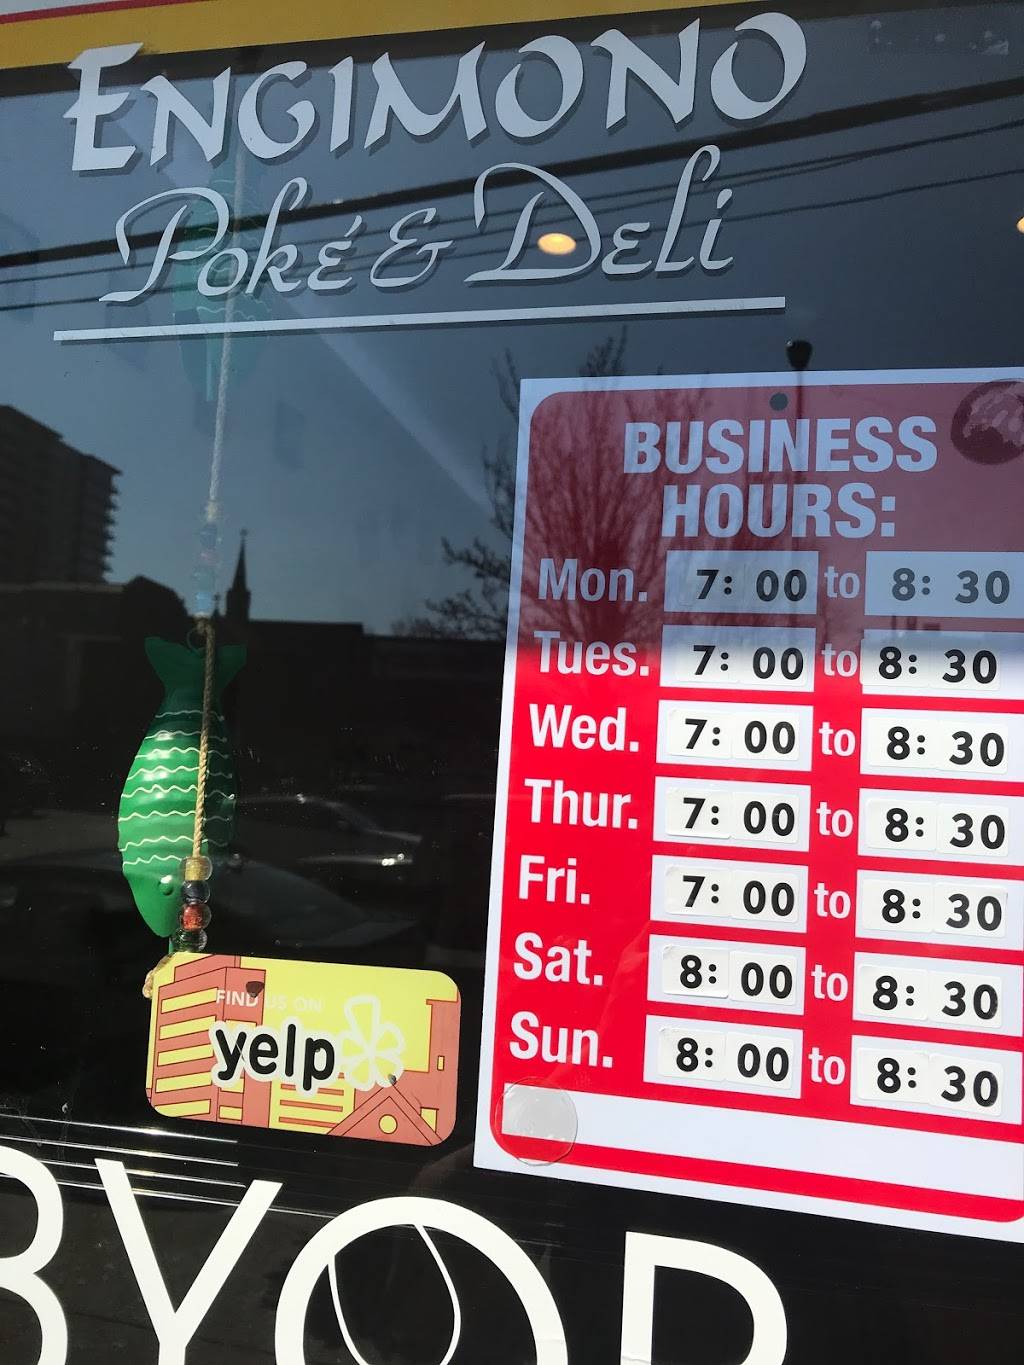 ENGIMONO
Poké & Deli
BUSINESS
HOURS:
Mon. 7:00 to 8:30
Tues. 7:00 to 8:30
Wed. 7:00 to 8:30
Thur. 7:00 to 8:30
Fri. 7:00 to 8:30
Sat. 8:00 to 8:30
Sun. 8:00 to 8:30
FIND US ON
yelp
BYOB